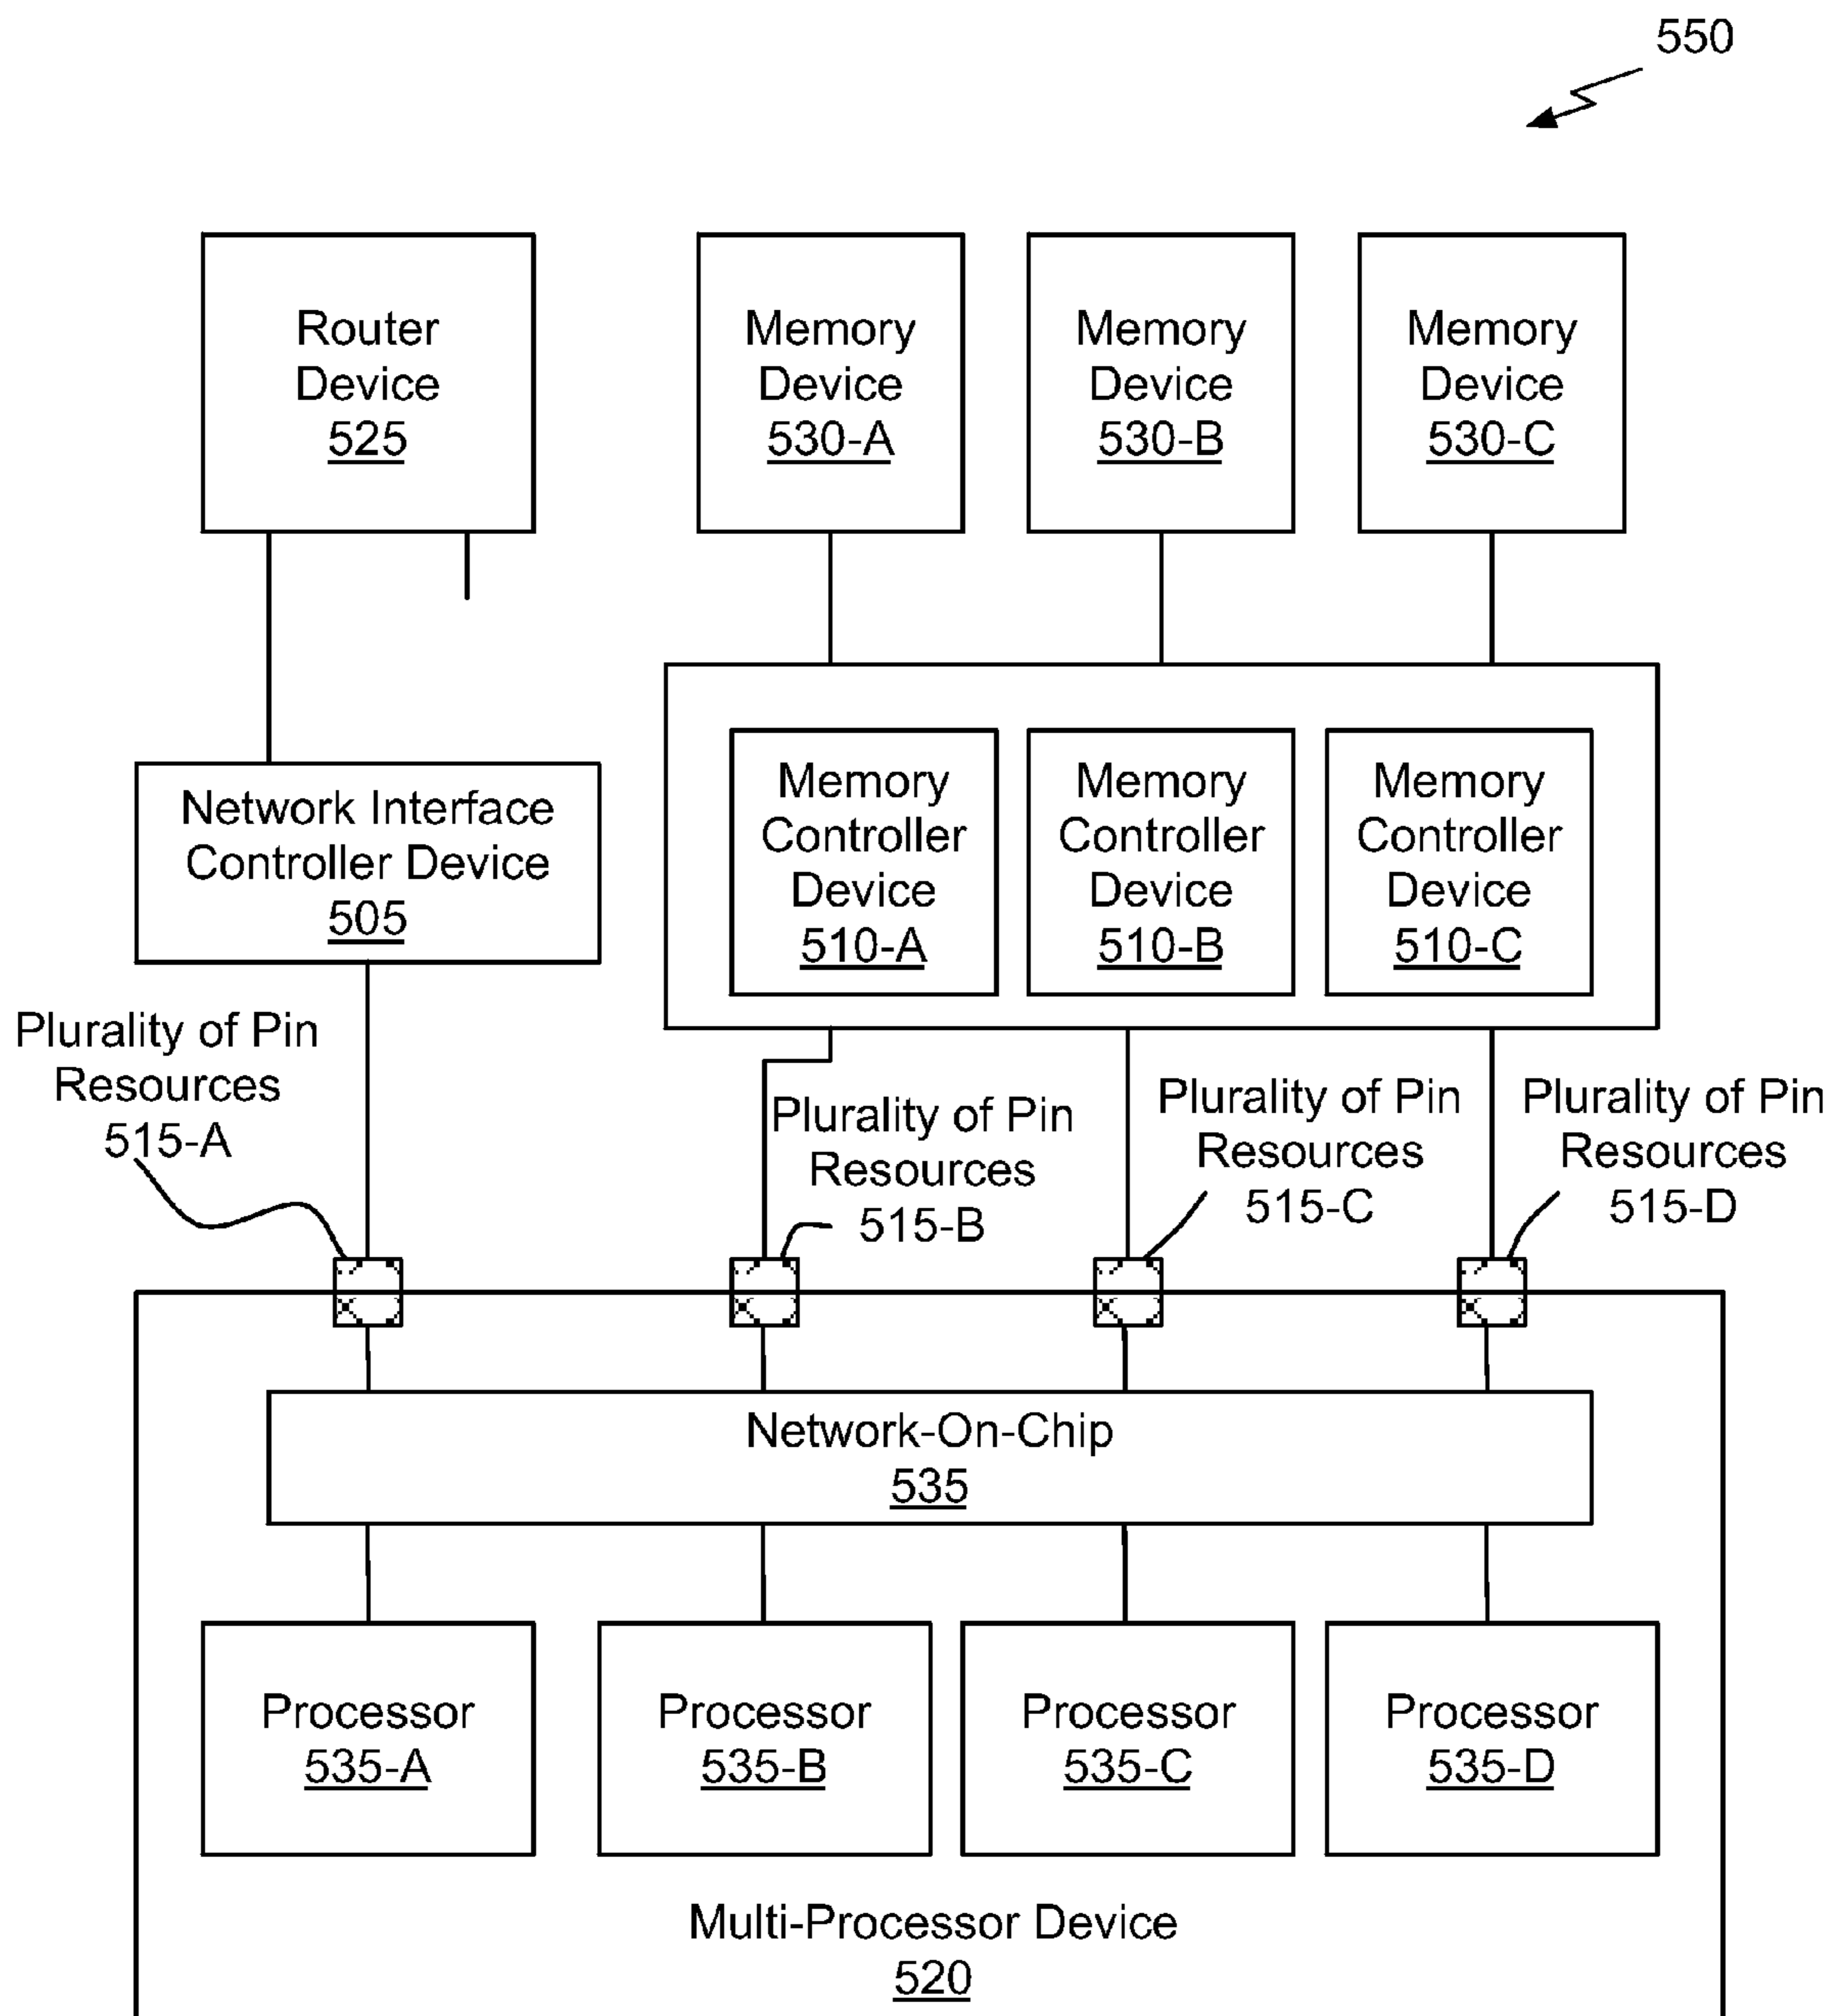 550
Router
Device
525
Memory
Device
530-A
Memory
Device
530-B
Memory
Device
530-C
Network Interface
Controller Device
505
Memory
Controller
Device
510-A
Memory
Controller
Device
510-B
Memory
Controller
Device
510-C
Plurality of Pin
Resources
515-A
Plurality of Pin
Resources
515-B
Plurality of Pin
Resources
515-C
Plurality of Pin
Resources
515-D
Network-On-Chip
535
Processor
535-A
Processor
535-B
Processor
535-C
Processor
535-D
Multi-Processor Device
520